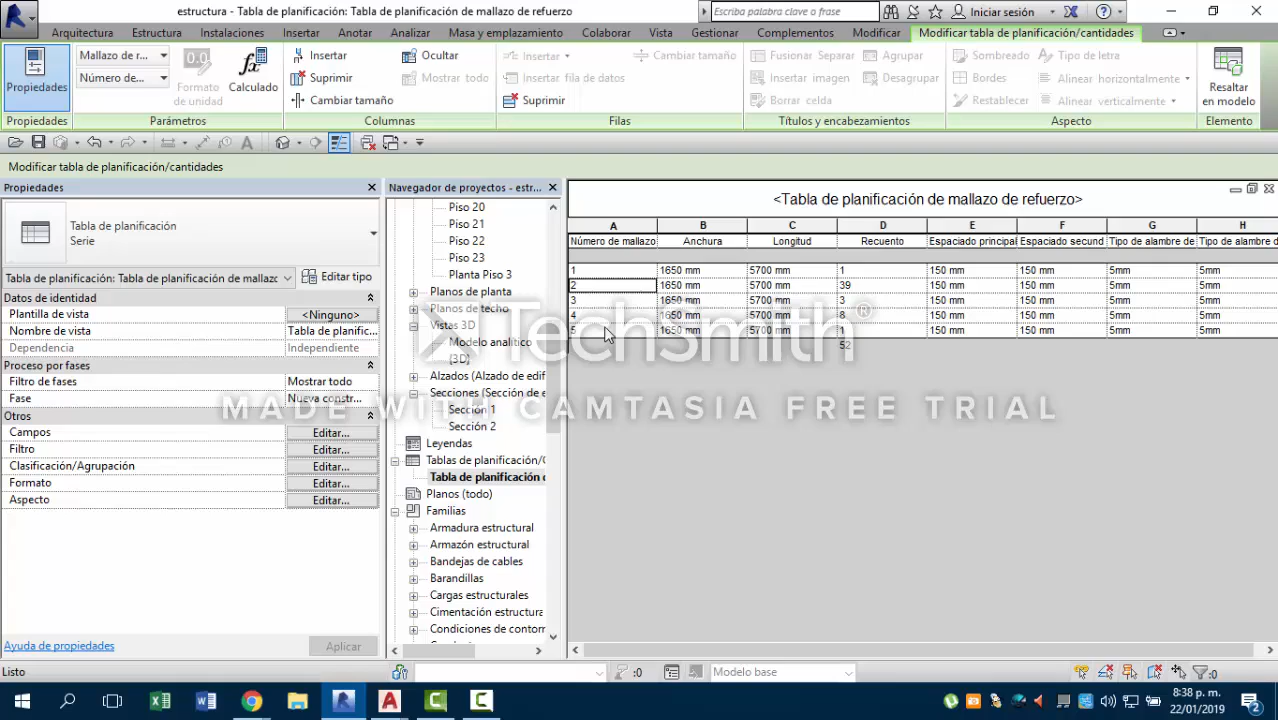 estructura - Tabla de planificación: Tabla de planificación de mallazo de refuerzo
Escriba palabra clave o frase
Iniciar sesión
Arquitectura Estructura Instalaciones Insertar Anotar Analizar Masa y emplazamiento Colaborar Vista Gestionar Complementos Modificar Modificar tabla de planificación/cantidades
Propiedades
Propiedades
Mallazo de r...
Número de...
Formato
de unidad
Calculado
Parámetros
Insertar
Suprimir
Cambiar tamaño
Ocultar
Mostrar todo
Columnas
Insertar
Insertar fila de datos
Suprimir
Cambiar tamaño
Filas
Fusionar Separar
Insertar imagen
Borrar celda
Agrupar
Desagrupar
Títulos y encabezamientos
Sombreado
Bordes
Restablecer
Tipo de letra
Alinear horizontalmente
Alinear verticalmente
Aspecto
Resaltar
en modelo
Elemento
Modificar tabla de planificación/cantidades
Propiedades
Tabla de planificación
Serie
Tabla de planificación: Tabla de planificación de mallazo
Editar tipo
Datos de identidad
Plantilla de vista <Ninguno>
Nombre de vista Tabla de planific...
Dependencia Independiente
Proceso por fases
Filtro de fases Mostrar todo
Fase Nueva constr...
Otros
Campos Editar...
Filtro Editar...
Clasificación/Agrupación Editar...
Formato Editar...
Aspecto Editar...
Ayuda de propiedades
Aplicar
Navegador de proyectos - estr...
Piso 20
Piso 21
Piso 22
Piso 23
Planta Piso 3
Planos de planta
Planos de techo
Vistas 3D
Modelo analítico
{3D}
Alzados (Alzado de edif
Secciones (Sección de e
Sección 1
Sección 2
Leyendas
Tablas de planificación/C
Tabla de planificación d
Planos (todo)
Familias
Armadura estructural
Armazón estructural
Bandejas de cables
Barandillas
Cargas estructurales
Cimentación estructura
Condiciones de contorn
<Tabla de planificación de mallazo de refuerzo>
A B C D E F G H
Número de mallazo Anchura Longitud Recuento Espaciado principal Espaciado secund Tipo de alambre de Tipo de alambre d
1 1650 mm 5700 mm 1 150 mm 150 mm 5mm 5mm
2 1650 mm 5700 mm 39 150 mm 150 mm 5mm 5mm
3 1650 mm 5700 mm 3 150 mm 150 mm 5mm 5mm
4 1650 mm 5700 mm 8 150 mm 150 mm 5mm 5mm
5 1650 mm 5700 mm 1 150 mm 150 mm 5mm 5mm
52
TechSmith®
MADE WITH CAMTASIA FREE TRIAL
Listo
:0
Modelo base
:0
8:38 p. m.
22/01/2019
2